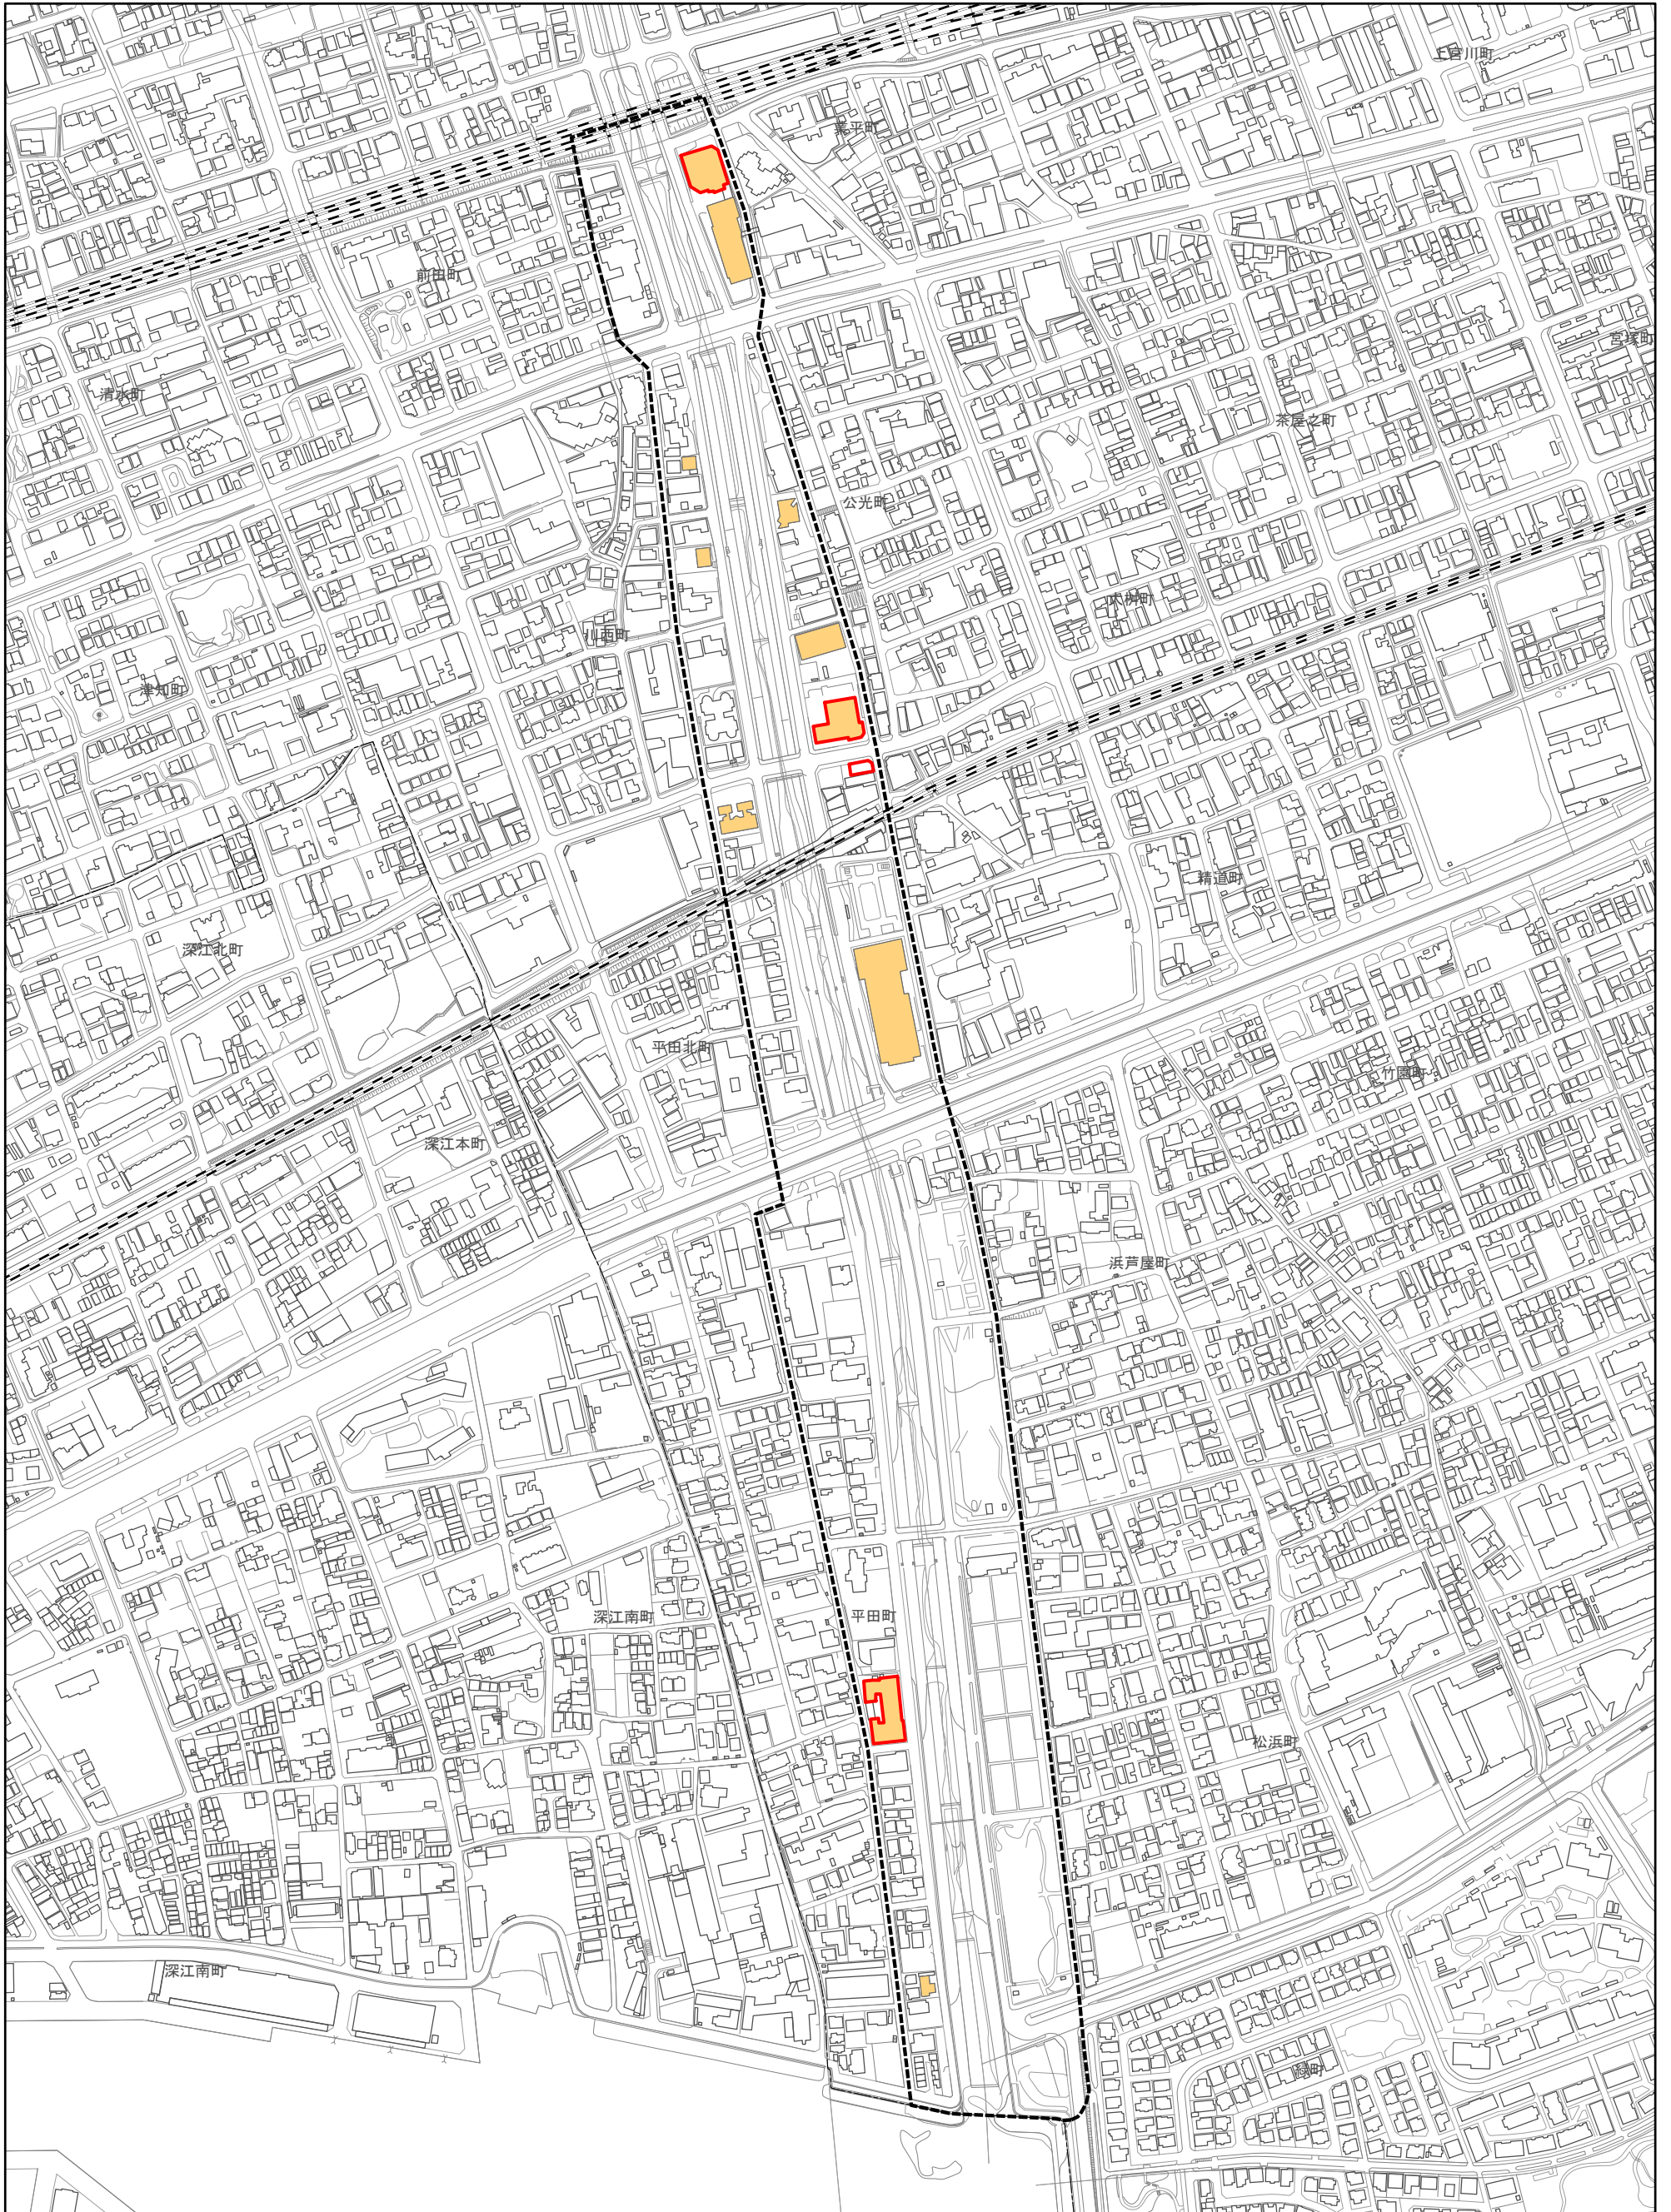 上宮川町
業平町
前田町
宮塚町
清水町
茶屋之町
公光町
大桝町
川西町
津知町
精道町
深江北町
平田北町
竹園町
深江本町
浜芦屋町
深江南町
平田町
松浜町
深江南町
緑町